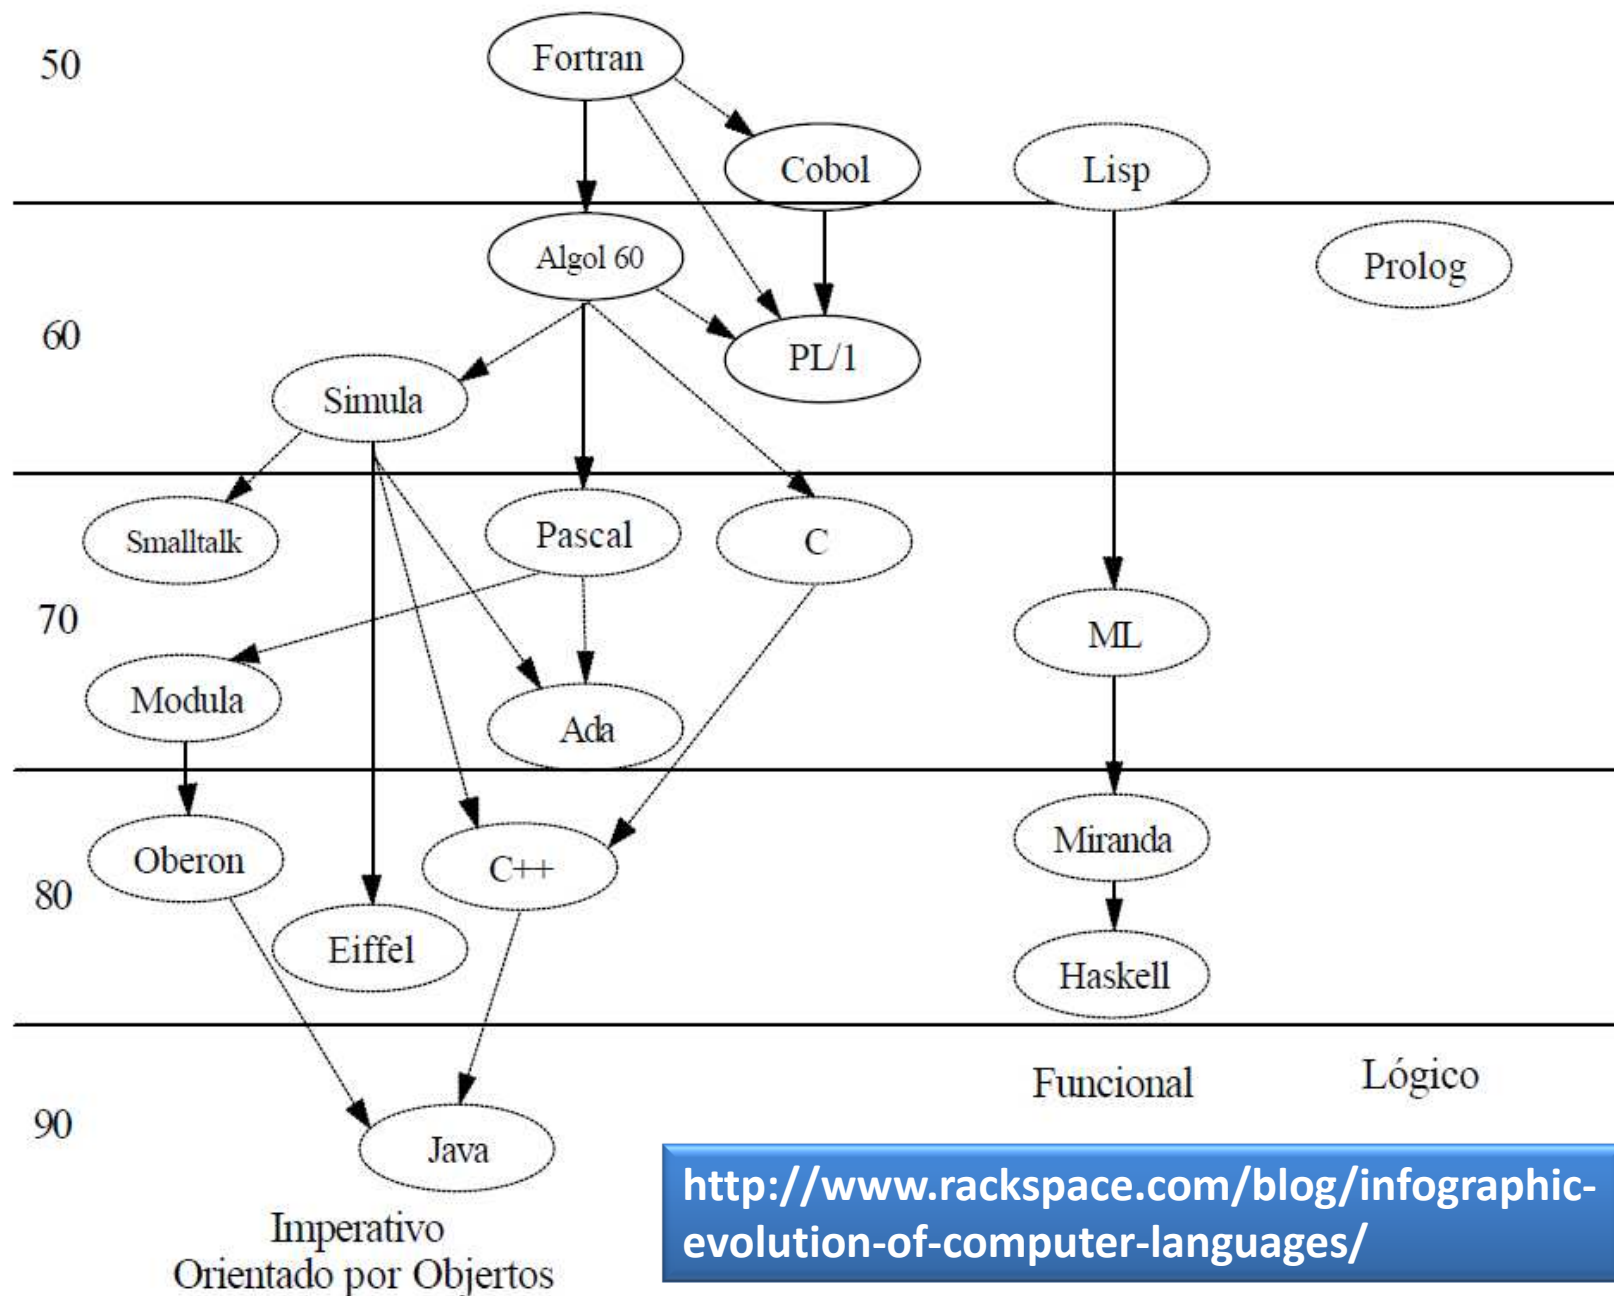 50
Fortran
Cobol
Lisp
Algol 60
Prolog
60
PL/1
Simula
Smalltalk
Pascal
C
70
ML
Modula
Ada
Oberon
C++
Miranda
80
Eiffel
Haskell
Funcional
Lógico
90
Java
Imperativo
Orientado por Objertos
http://www.rackspace.com/blog/infographic-
evolution-of-computer-languages/